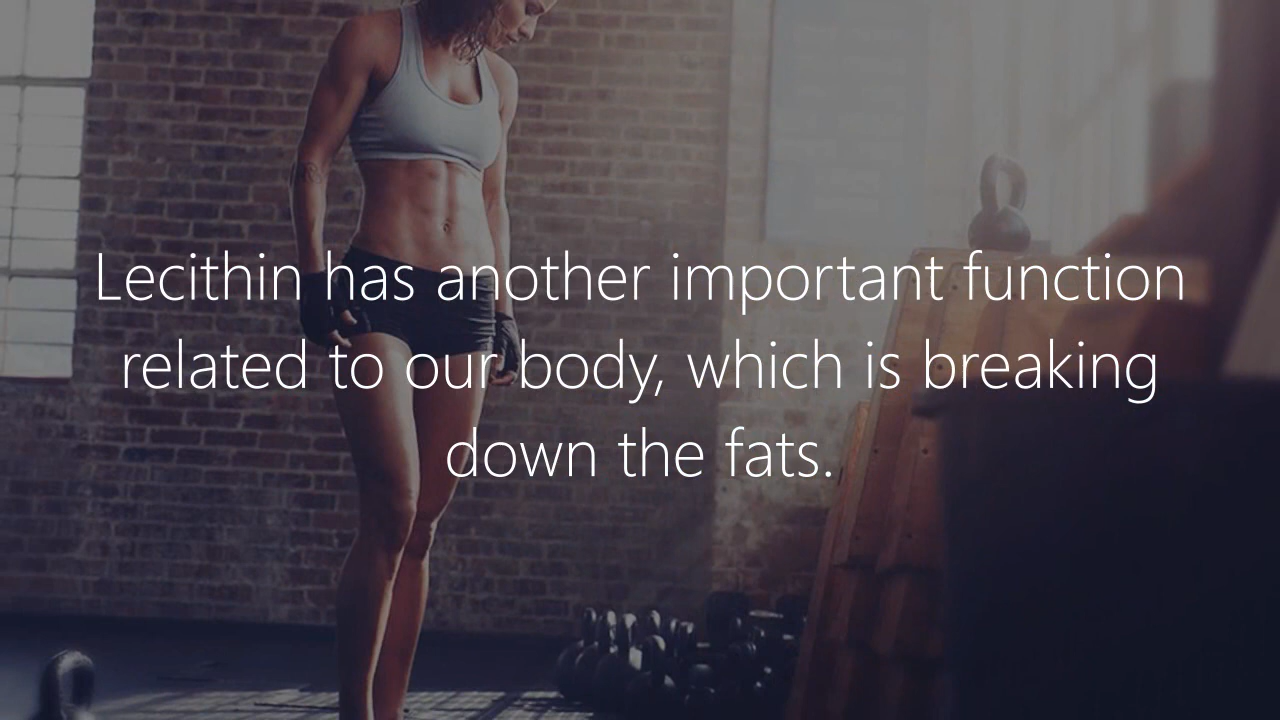 Lecithin has another important function
related to our body, which is breaking
down the fats.